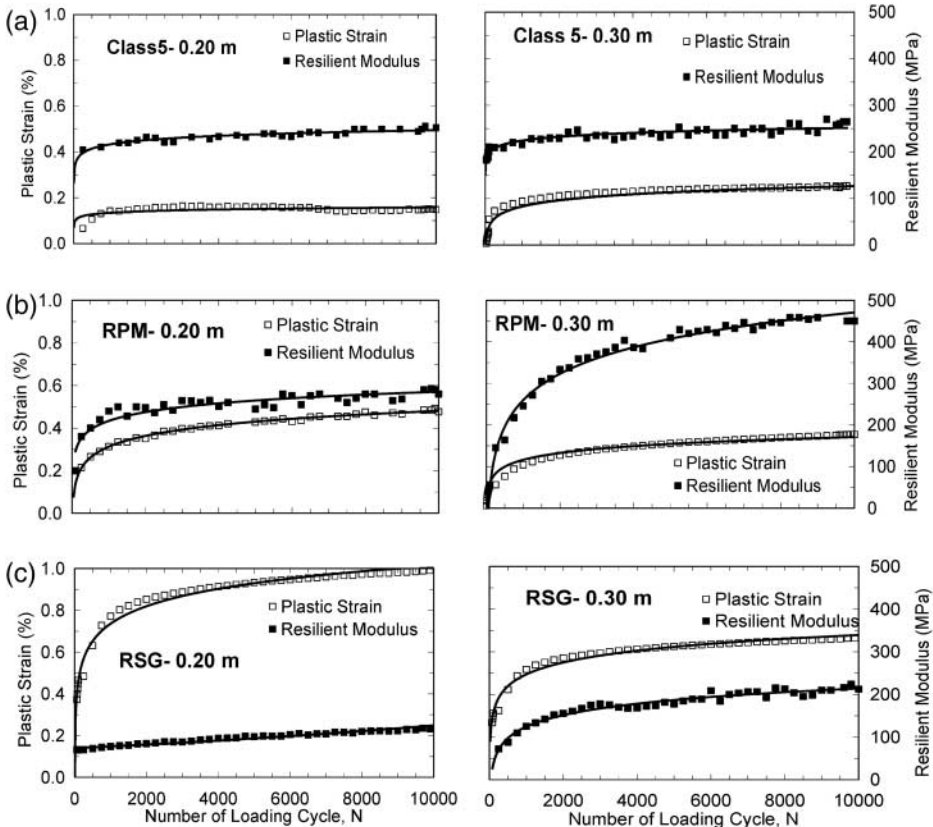 (a)
Class5- 0.20 m
Plastic Strain
Resilient Modulus
Plastic Strain (%)
1.0
0.8
0.6
0.4
0.2
0.0
Class 5- 0.30 m
Plastic Strain
Resilient Modulus
500
400
300
200
100
0
Resilient Modulus (MPa)
(b)
RPM- 0.20 m
Plastic Strain
Resilient Modulus
Plastic Strain (%)
1.0
0.8
0.6
0.4
0.2
0.0
RPM- 0.30 m
Plastic Strain
Resilient Modulus
500
400
300
200
100
0
Resilient Modulus (MPa)
(c)
Plastic Strain
Resilient Modulus
RSG- 0.20 m
Plastic Strain (%)
1.0
0.8
0.6
0.4
0.2
0.0
0 2000 4000 6000 8000 10000
Number of Loading Cycle, N
RSG- 0.30 m
Plastic Strain
Resilient Modulus
500
400
300
200
100
0
Resilient Modulus (MPa)
0 2000 4000 6000 8000 10000
Number of Loading Cycle, N